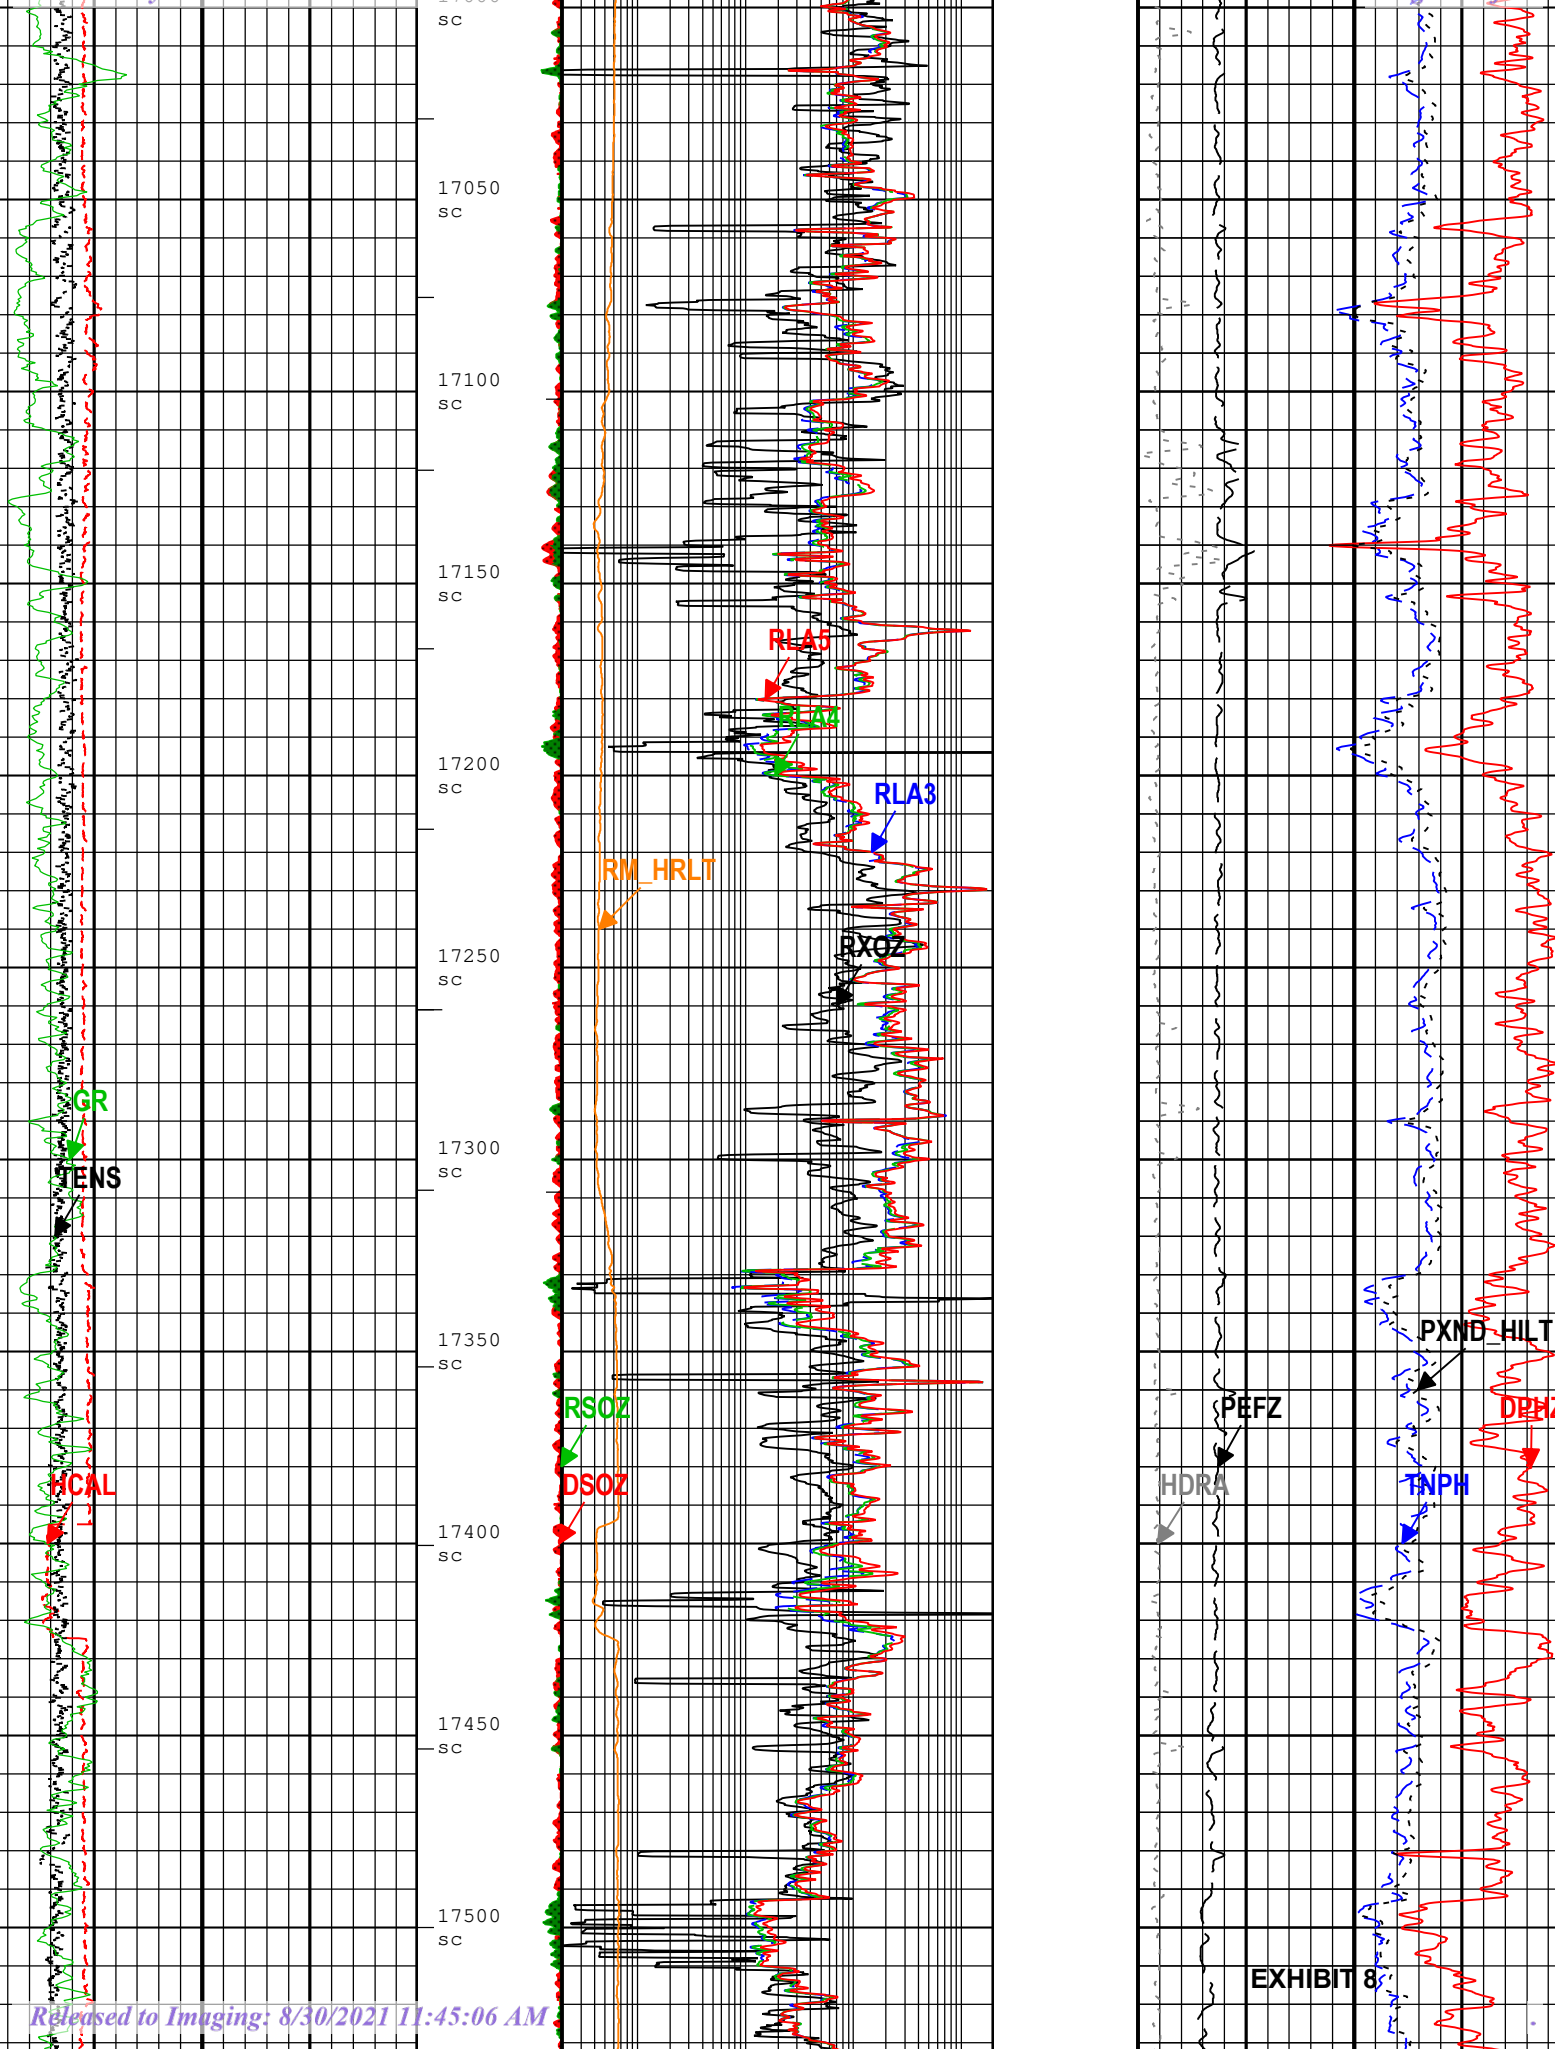 SC
17050
SC
17100
SC
17150
SC
RLA5
RLA4
17200
SC
RLA3
RM_HRLT
RXOZ
17250
SC
GR
17300
SC
TENS
17350
SC
PXND_HILT
RSOZ
PEFZ
DPHZ
HCAL
DSOZ
HDRA
TNPH
17400
SC
17450
SC
17500
SC
EXHIBIT 8
Released to Imaging: 8/30/2021 11:45:06 AM